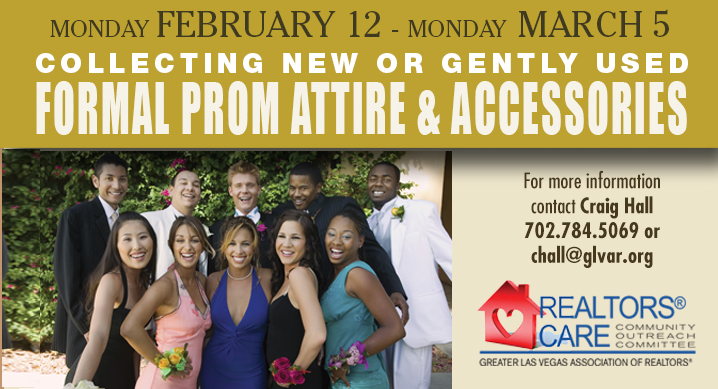 MONDAY FEBRUARY 12 - MONDAY MARCH 5
COLLECTING NEW OR GENTLY USED
FORMAL PROM ATTIRE & ACCESSORIES
For more information
contact Craig Hall
702.784.5069 or
chall@glvar.org
REALTORS®
CARE COMMUNITY
OUTREACH
COMMITTEE
GREATER LAS VEGAS ASSOCIATION OF REALTORS®